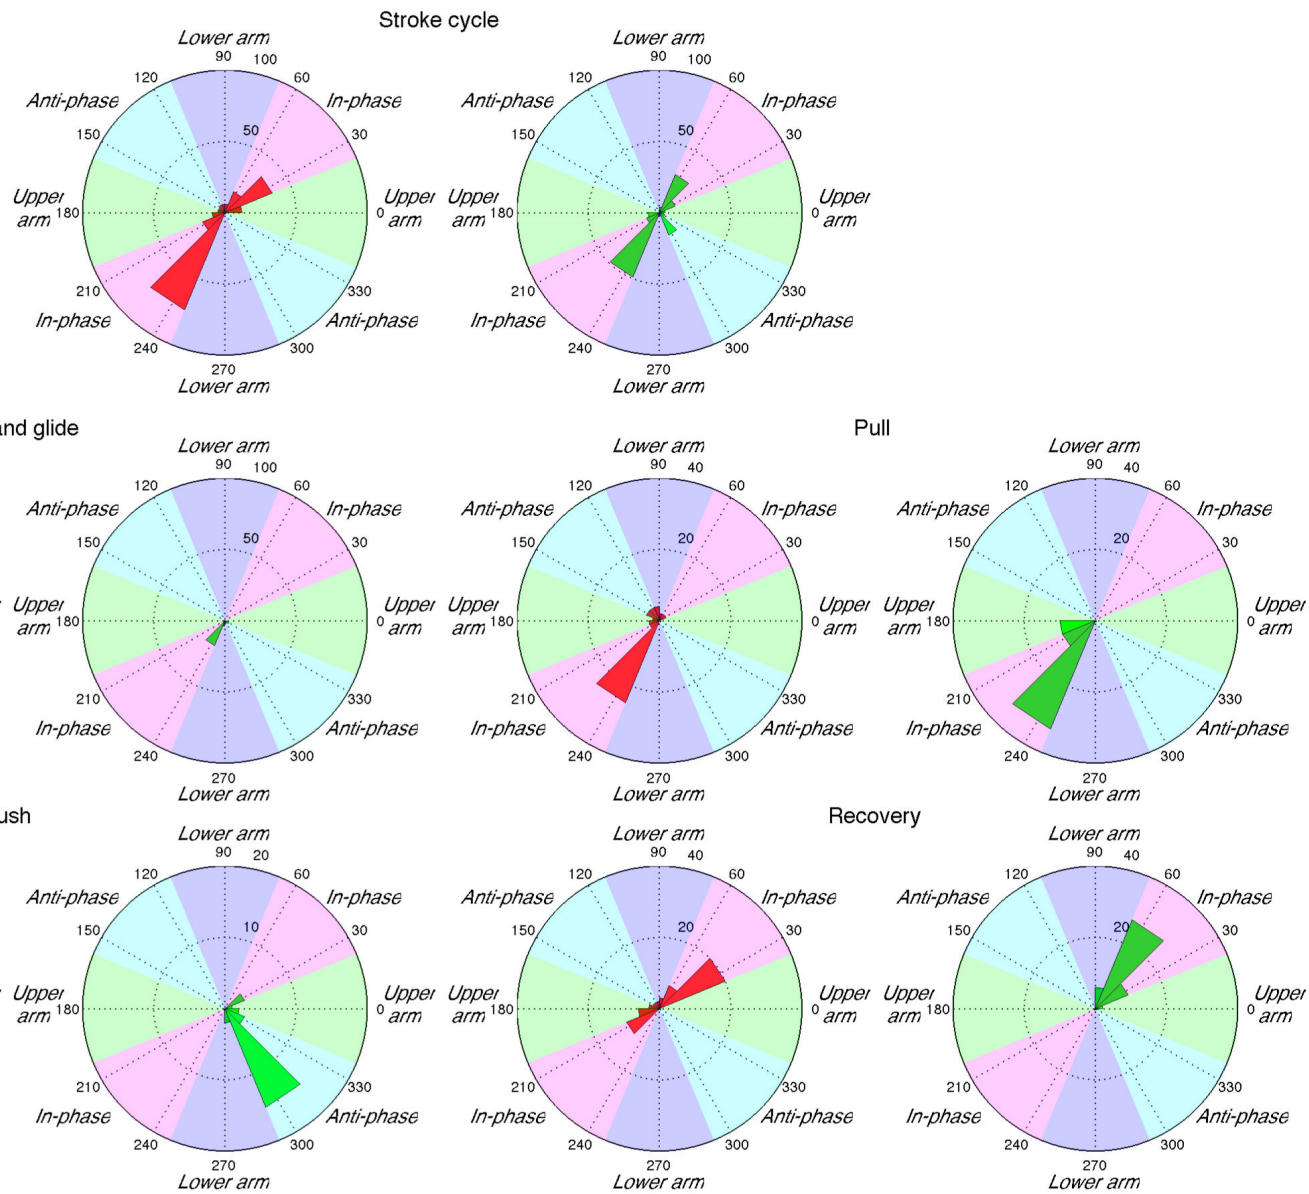 Stroke cycle
Lower arm Lower arm
90 100 90 100
120 60 120 60
Anti-phase In-phase Anti-phase In-phase
150 50 30 150 50 30
Upper Upper Upper Upper
arm 180 0 arm arm 180 0 arm
210 330 210 330
In-phase Anti-phase In-phase Anti-phase
240 300 240 300
270 270
Lower arm Lower arm
and glide Pull
Lower arm Lower arm Lower arm
90 100 90 40 90 40
120 60 120 60 120 60
Anti-phase In-phase Anti-phase In-phase Anti-phase In-phase
150 50 30 150 20 30 150 20 30
Upper Upper Upper Upper Upper Upper
arm 180 0 arm arm 180 0 arm arm 180 0 arm
210 330 210 330 210 330
In-phase Anti-phase In-phase Anti-phase In-phase Anti-phase
240 300 240 300 240 300
270 270 270
Lower arm Lower arm Lower arm
ush Recovery
Lower arm Lower arm Lower arm
90 20 90 40 90 40
120 60 120 60 120 60
Anti-phase In-phase Anti-phase In-phase Anti-phase In-phase
150 10 30 150 20 30 150 20 30
Upper Upper Upper Upper Upper Upper
arm 180 0 arm arm 180 0 arm arm 180 0 arm
210 330 210 330 210 330
In-phase Anti-phase In-phase Anti-phase In-phase Anti-phase
240 300 240 300 240 300
270 270 270
Lower arm Lower arm Lower arm